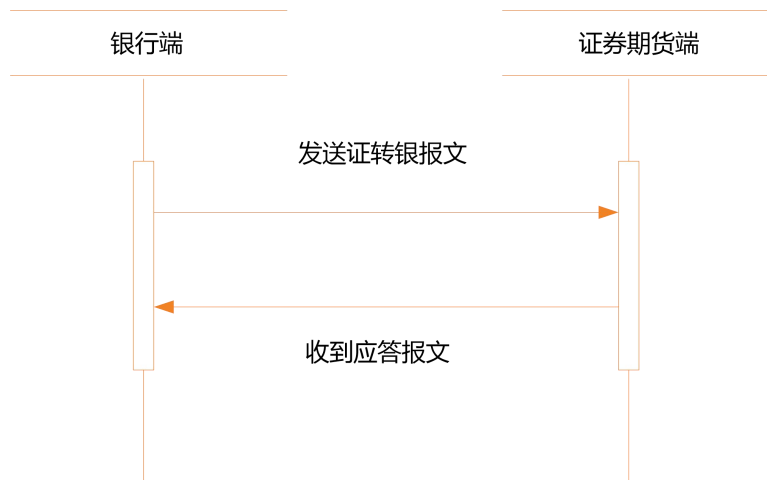 银行端
证券期货端
发送证转银报文
收到应答报文